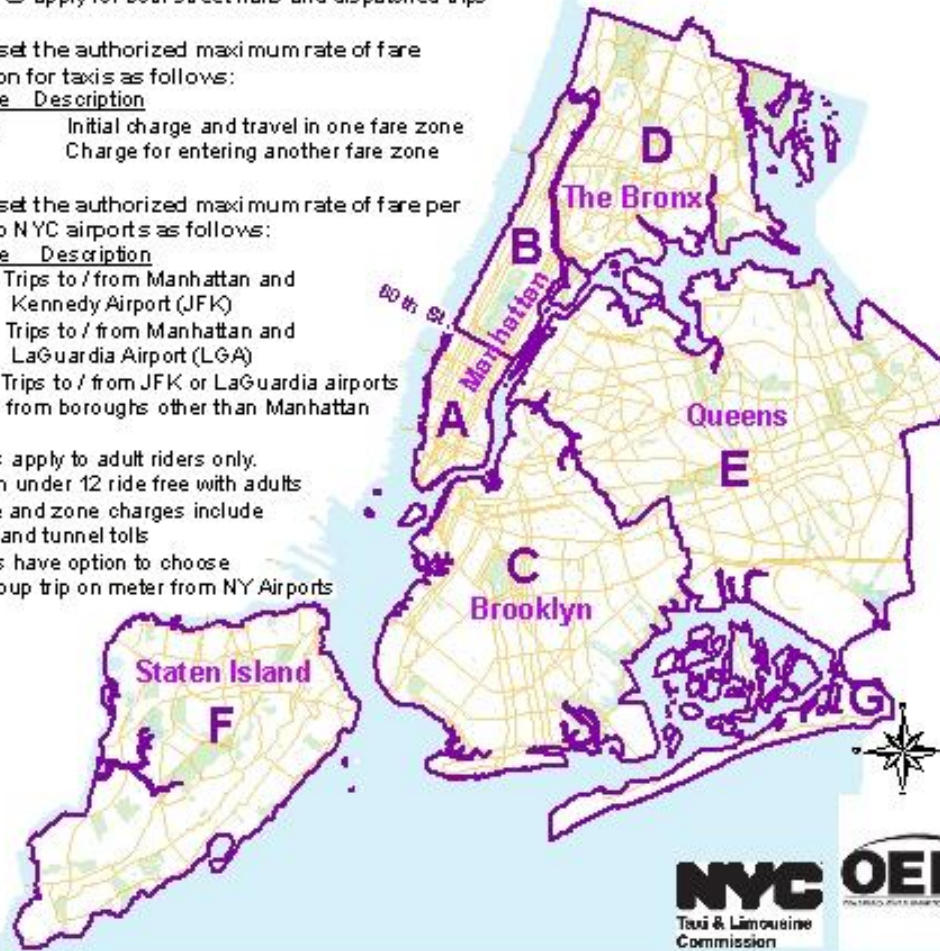 apply for both street hails and dispatched trips
set the authorized maximum rate of fare
on for taxis as follows:
e Description
Initial charge and travel in one fare zone
Charge for entering another fare zone
set the authorized maximum rate of fare per
o NYC airports as follows:
e Description
Trips to / from Manhattan and
Kennedy Airport (JFK)
Trips to / from Manhattan and
LaGuardia Airport (LGA)
Trips to / from JFK or LaGuardia airports
from boroughs other than Manhattan
apply to adult riders only.
n under 12 ride free with adults
e and zone charges include
and tunnel tolls
s have option to choose
oup trip on meter from NY Airports
D
The Bronx
B
60th St.
Manhattan
A
Queens
E
C
Brooklyn
Staten Island
F
G
NYC
Taxi & Limousine
Commission
OE